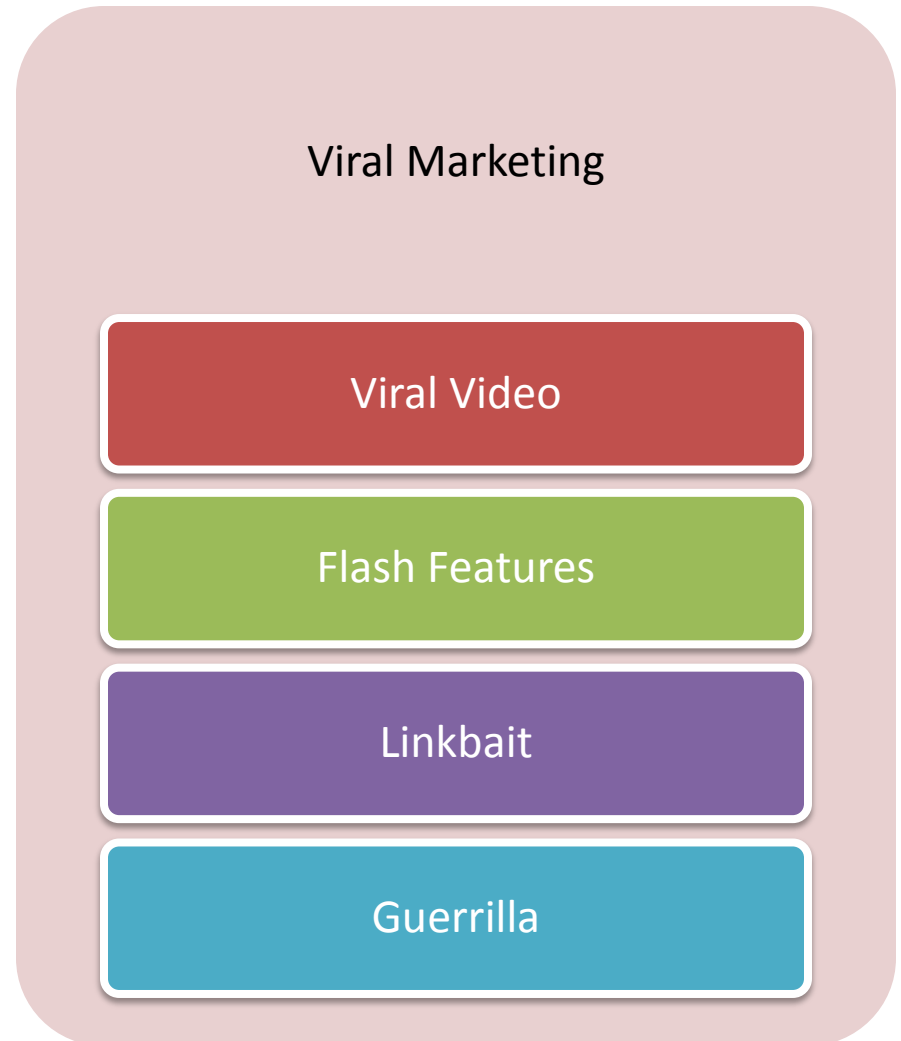 Viral Marketing
Viral Video
Flash Features
Linkbait
Guerrilla